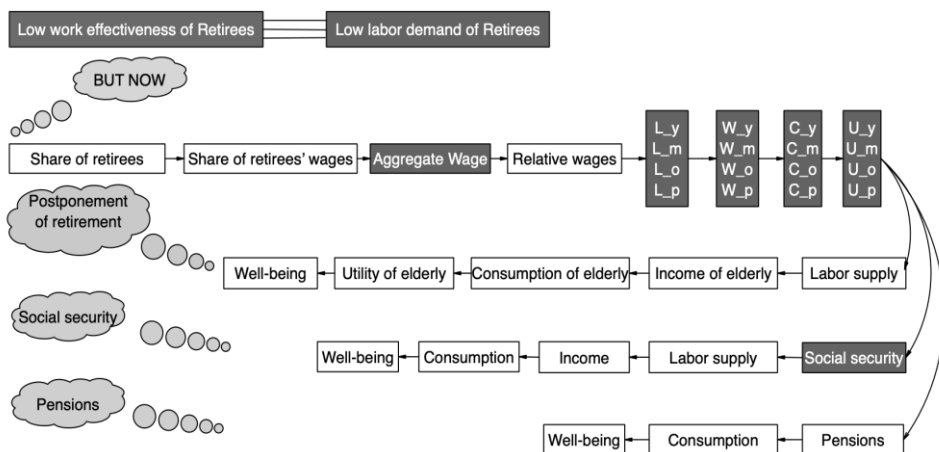 Low work effectiveness of Retirees
Low labor demand of Retirees
BUT NOW
Share of retirees
Share of retirees' wages
Aggregate Wage
Relative wages
L_y
L_m
L_o
L_p
W_y
W_m
W_o
W_p
C_y
C_m
C_o
C_p
U_y
U_m
U_o
U_p
Postponement
of retirement
Well-being
Utility of elderly
Consumption of elderly
Income of elderly
Labor supply
Social security
Well-being
Consumption
Income
Labor supply
Social security
Pensions
Well-being
Consumption
Pensions